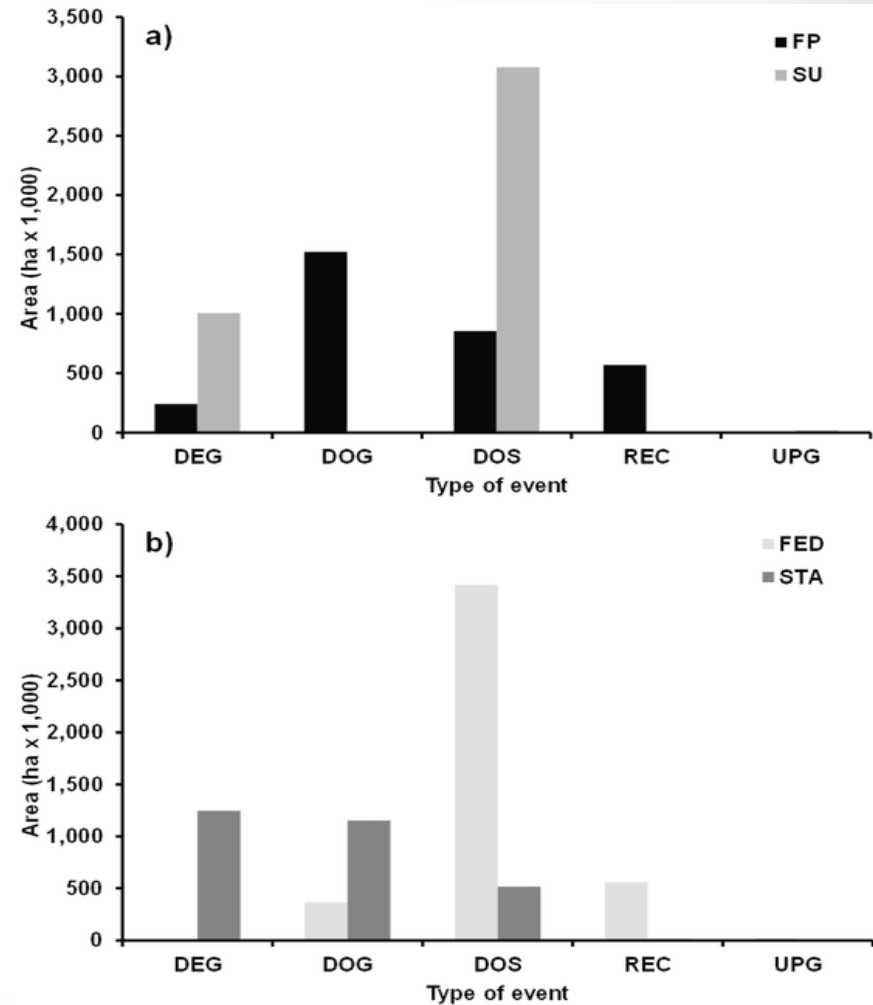 a)
FP
SU
3,500
3,000
2,500
2,000
1,500
1,000
500
0
Area (ha x 1,000)
DEG DOG DOS REC UPG
Type of event
b)
FED
STA
4,000
3,500
3,000
2,500
2,000
1,500
1,000
500
0
Area (ha x 1,000)
DEG DOG DOS REC UPG
Type of event